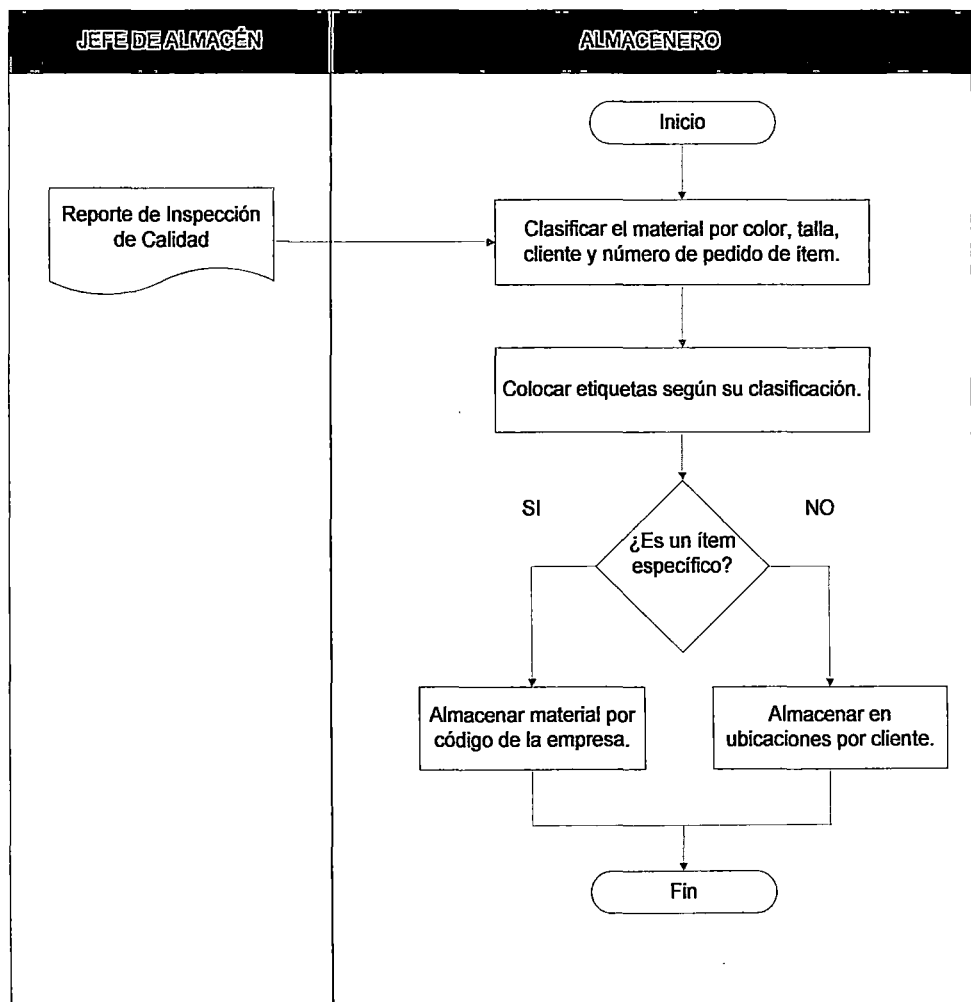 JEFE DE ALMACÉN
ALMACENERO
Inicio
Reporte de Inspección
de Calidad
Clasificar el material por color, talla,
cliente y número de pedido de ítem.
Colocar etiquetas según su clasificación.
SI
NO
¿Es un ítem
específico?
Almacenar material por
código de la empresa.
Almacenar en
ubicaciones por cliente.
Fin